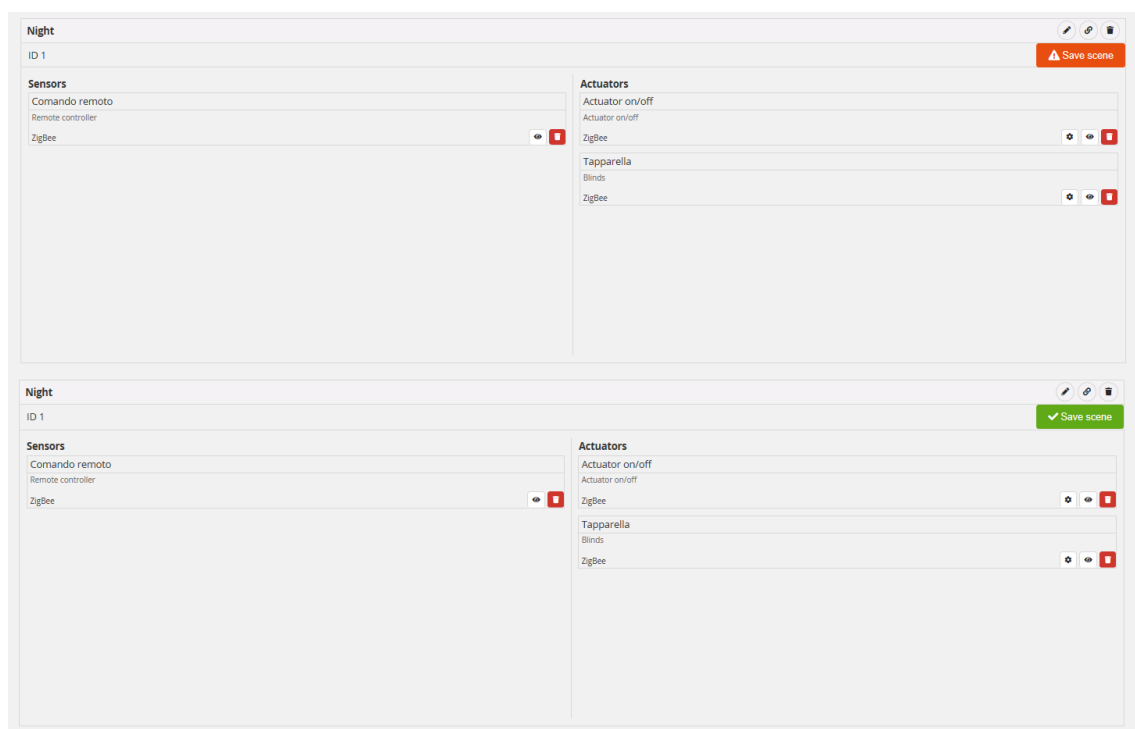 Night
ID 1
Save scene
Sensors
Comando remoto
Remote controller
ZigBee
Actuators
Actuator on/off
Actuator on/off
ZigBee
Tapparella
Blinds
ZigBee
Night
ID 1
Save scene
Sensors
Comando remoto
Remote controller
ZigBee
Actuators
Actuator on/off
Actuator on/off
ZigBee
Tapparella
Blinds
ZigBee